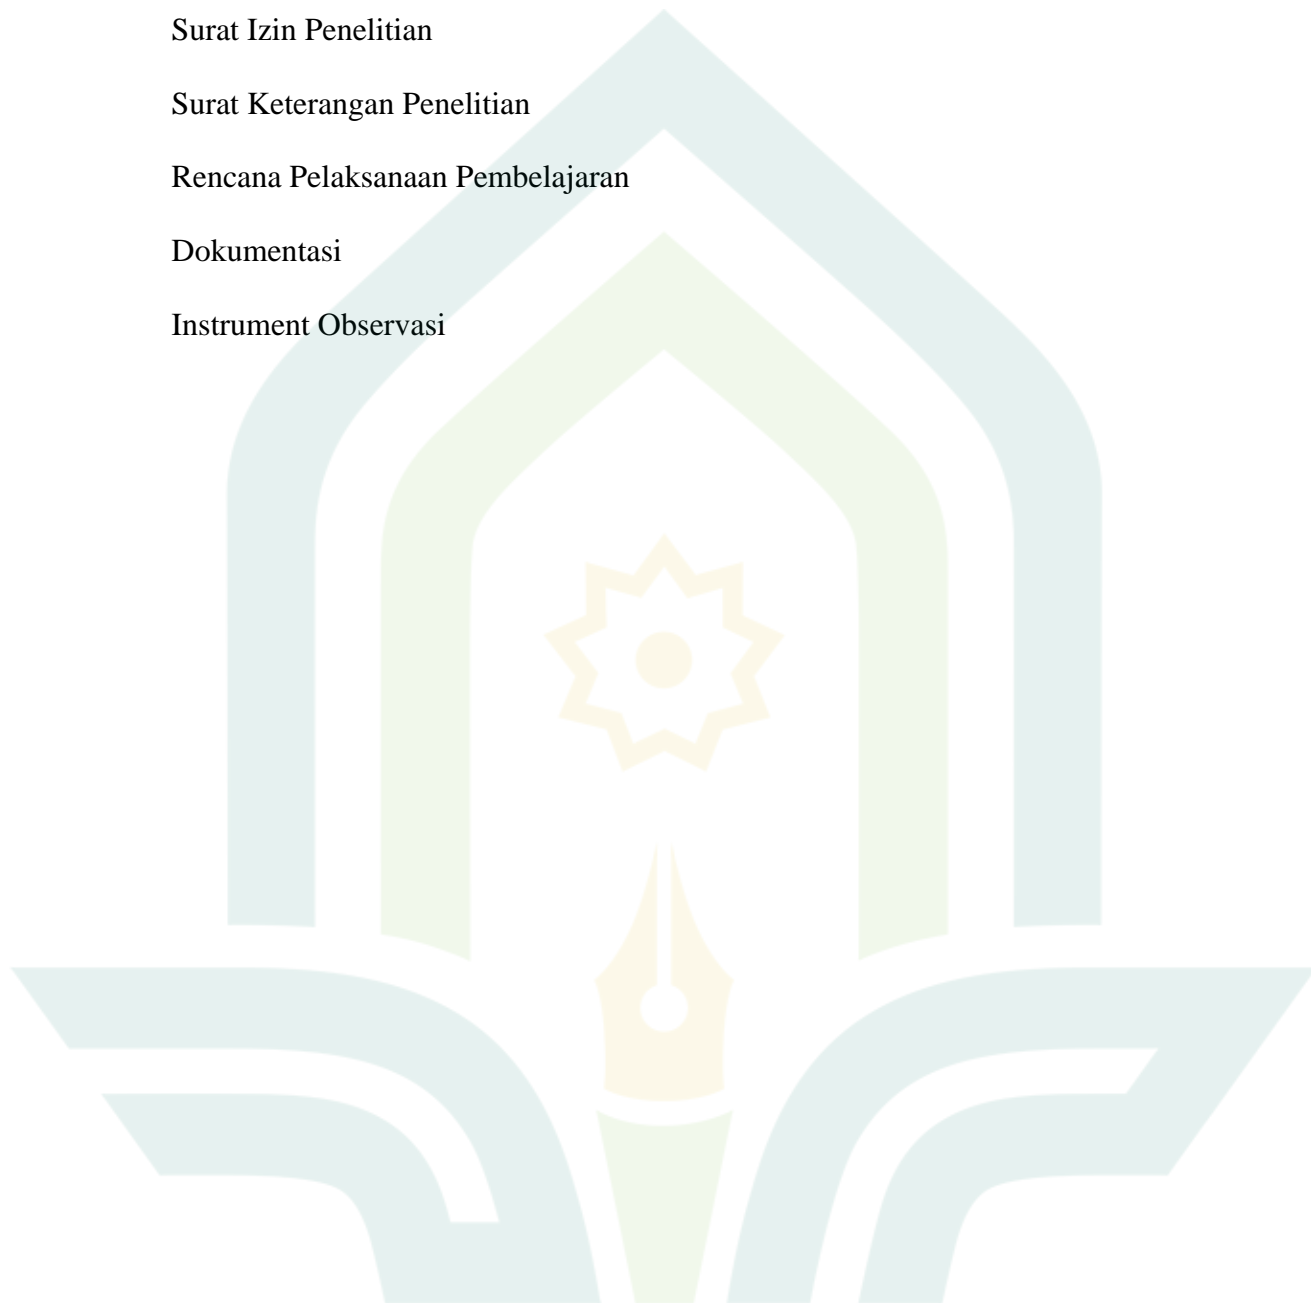 Surat Izin Penelitian
Surat Keterangan Penelitian
Rencana Pelaksanaan Pembelajaran
Dokumentasi
Instrument Observasi